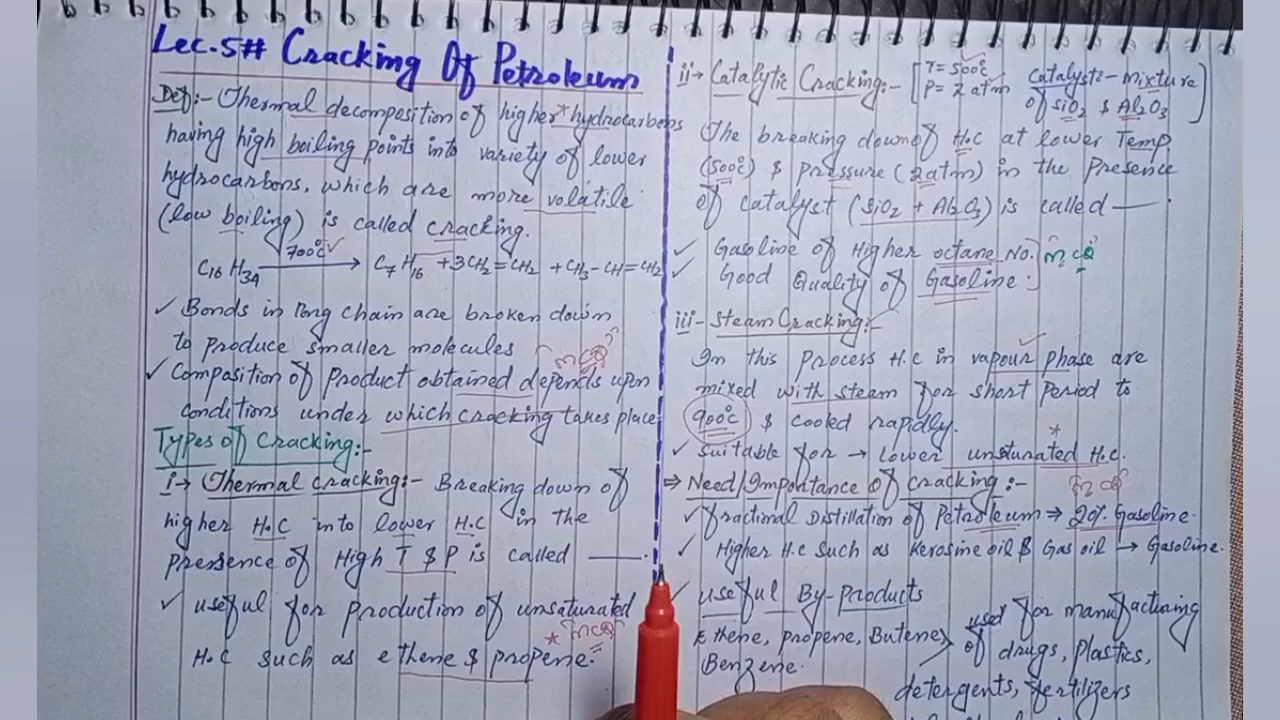 Lec.5# Cracking Of Petroleum
Def:- Thermal decomposition of higher * hydrocarbons
having high boiling points into variety of lower
hydrocarbons, which are more volatile
(low boiling) is called cracking.
C16H34 700°C → C7H16 +3CH2=CH2 +CH3-CH=CH2
✓ Bonds in long chain are broken down
to produce smaller molecules
MCQ
✓ Composition of Product obtained depends upon
conditions under which cracking takes place
Types of Cracking:-
i→ Thermal cracking:- Breaking down of
higher H.C into lower H.C in the
presence of High T $ P is called ——.
✓ useful for production of unsaturated
* MCQ
H.C such as ethene $ propene.
ii→ Catalytic Cracking:- [T=500°C P=2 atm Catalyst:- mixture
of SiO2 $ Al2O3]
The breaking down of H.C at lower Temp
(500°C) $ Pressure (2atm) in the Presence
of catalyst (SiO2 + Al2O3) is called ——.
✓ Gasoline of Higher octane No. MCQ
✓ Good Quality of Gasoline.
iii- Steam Cracking:-
In this Process H.C in vapour phase are
mixed with steam for short Period to
900°C $ cooled rapidly.
✓ Suitable for → Lower unsturated * H.C.
⇒ Need/Importance Of cracking:-
MCQ
✓ fractional Distillation of Petroleum ⇒ 20% Gasoline.
✓ Higher H.C Such as Kerosine oil $ Gas oil → Gasoline.
✓ useful By-Paoducts
Ethene, propene, Butene,
Benzene.
used for manufacturing
of drugs, plastics,
detergents, fertilizers